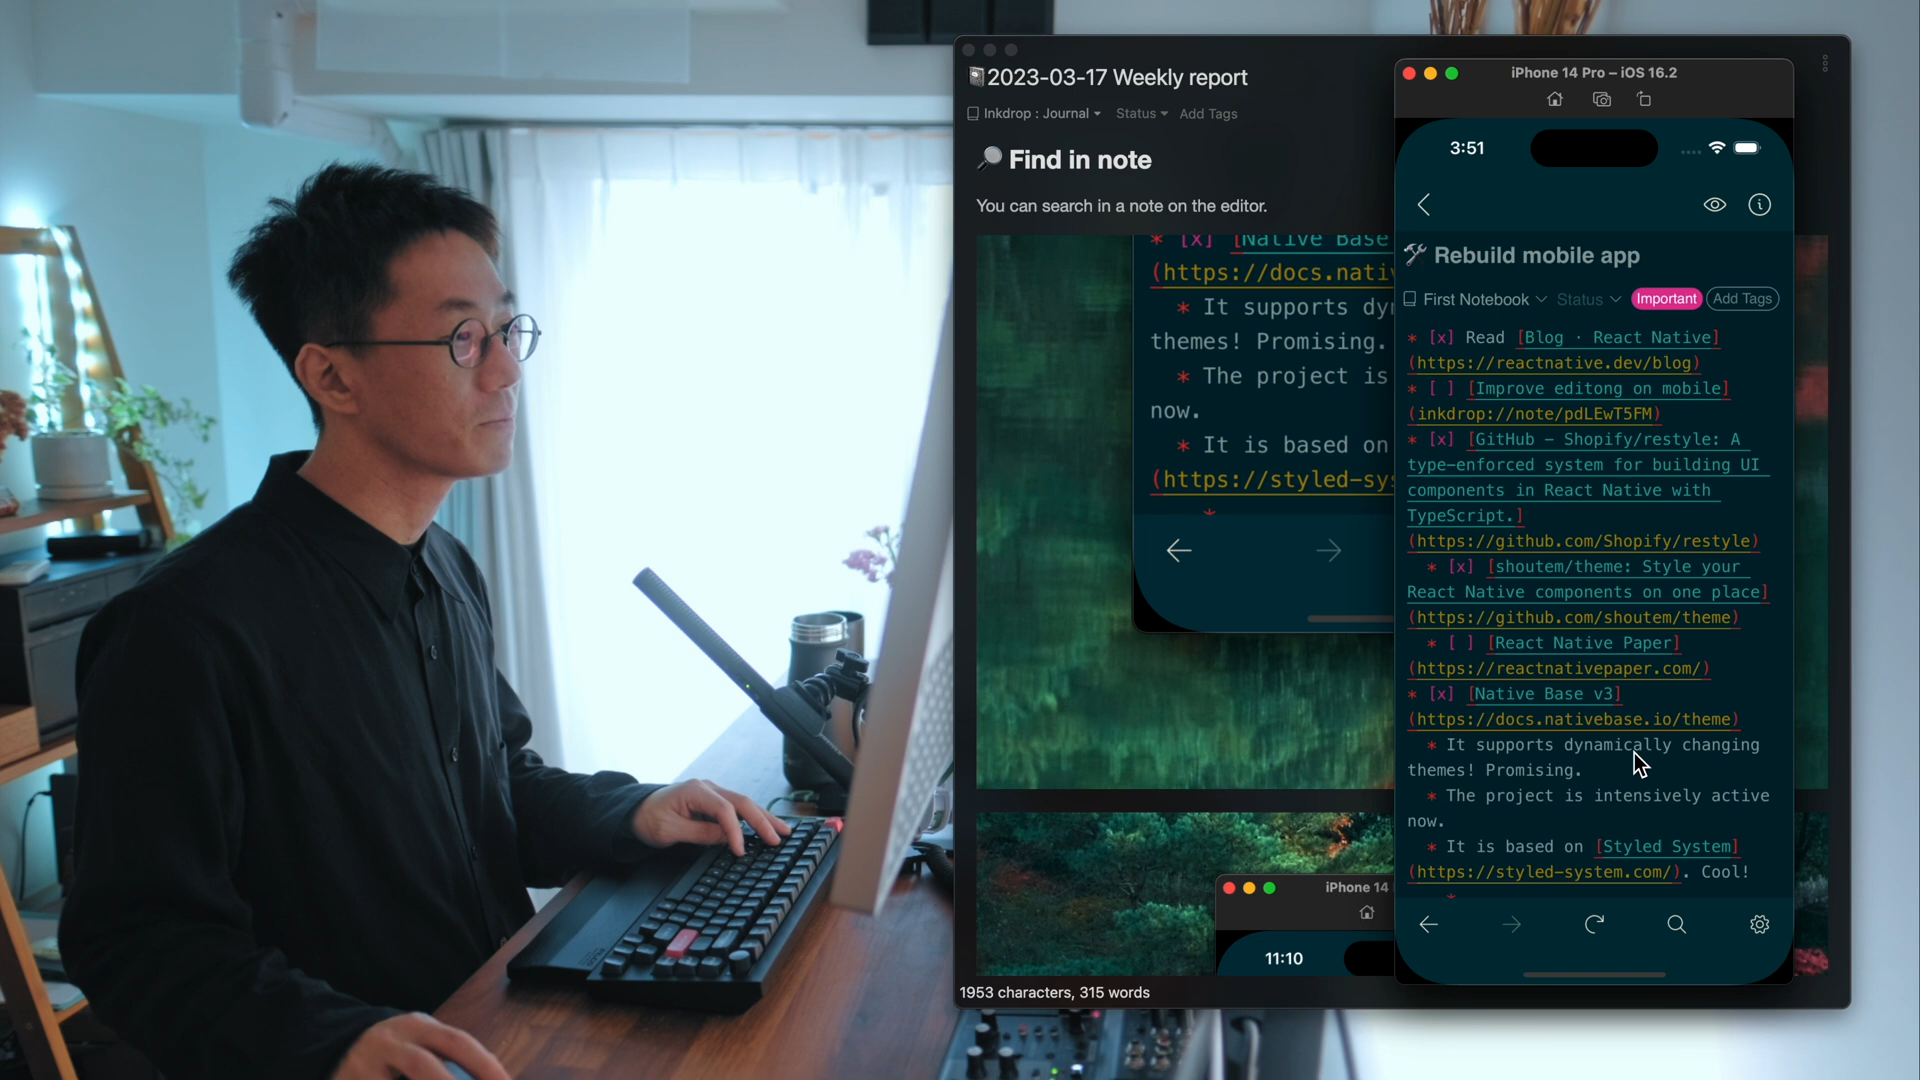 2023-03-17 Weekly report
Inkdrop : Journal Status Add Tags
Find in note
You can search in a note on the editor.
* [x] [Native Base
(https://docs.nativ
* It supports dyn
themes! Promising.
* The project is
now.
* It is based on
(https://styled-sys
*
iPhone 14
11:10
1953 characters, 315 words
iPhone 14 Pro – iOS 16.2
3:51
Rebuild mobile app
First Notebook Status Important Add Tags
* [x] Read [Blog · React Native]
(https://reactnative.dev/blog)
* [ ] [Improve editong on mobile]
(inkdrop://note/pdLEwT5FM)
* [x] [GitHub – Shopify/restyle: A
type-enforced system for building UI
components in React Native with
TypeScript.]
(https://github.com/Shopify/restyle)
* [x] [shoutem/theme: Style your
React Native components on one place]
(https://github.com/shoutem/theme)
* [ ] [React Native Paper]
(https://reactnativepaper.com/)
* [x] [Native Base v3]
(https://docs.nativebase.io/theme)
* It supports dynamically changing
themes! Promising.
* The project is intensively active
now.
* It is based on [Styled System]
(https://styled-system.com/). Cool!
*